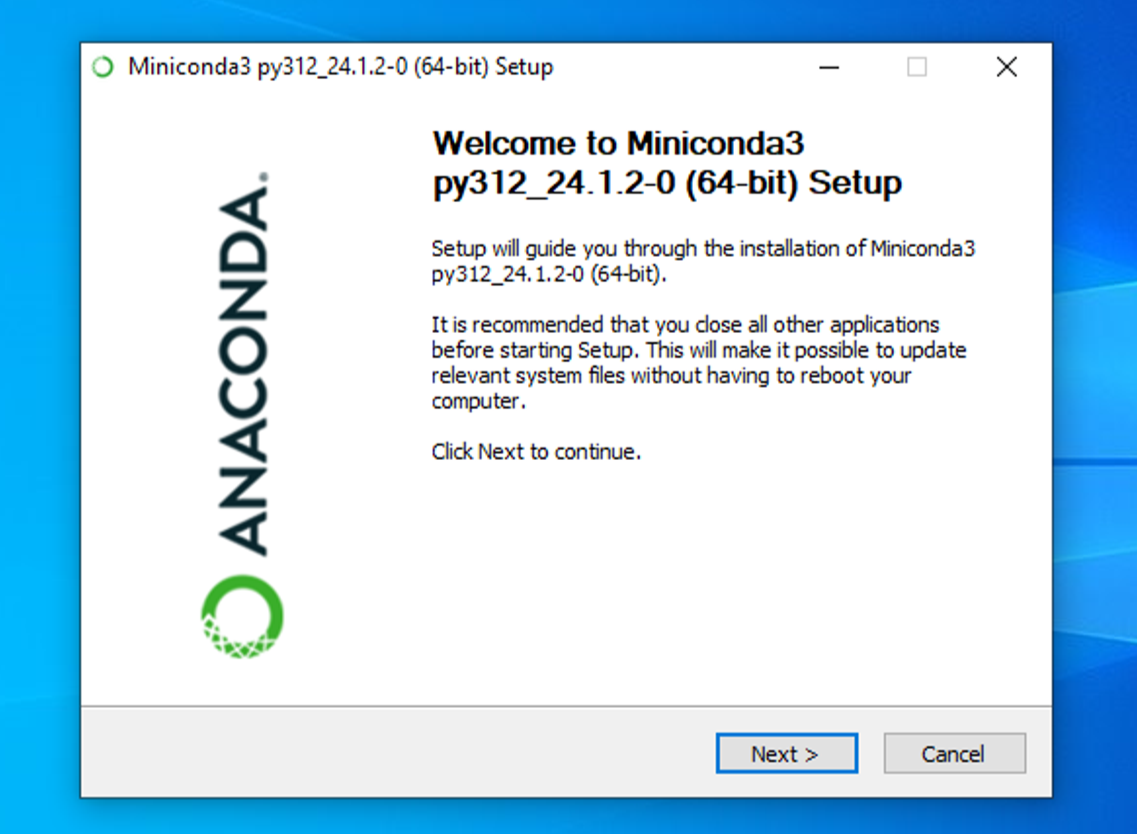 Miniconda3 py312_24.1.2-0 (64-bit) Setup
ANACONDA.
Welcome to Miniconda3
py312_24.1.2-0 (64-bit) Setup
Setup will guide you through the installation of Miniconda3
py312_24.1.2-0 (64-bit).
It is recommended that you close all other applications
before starting Setup. This will make it possible to update
relevant system files without having to reboot your
computer.
Click Next to continue.
Next >
Cancel